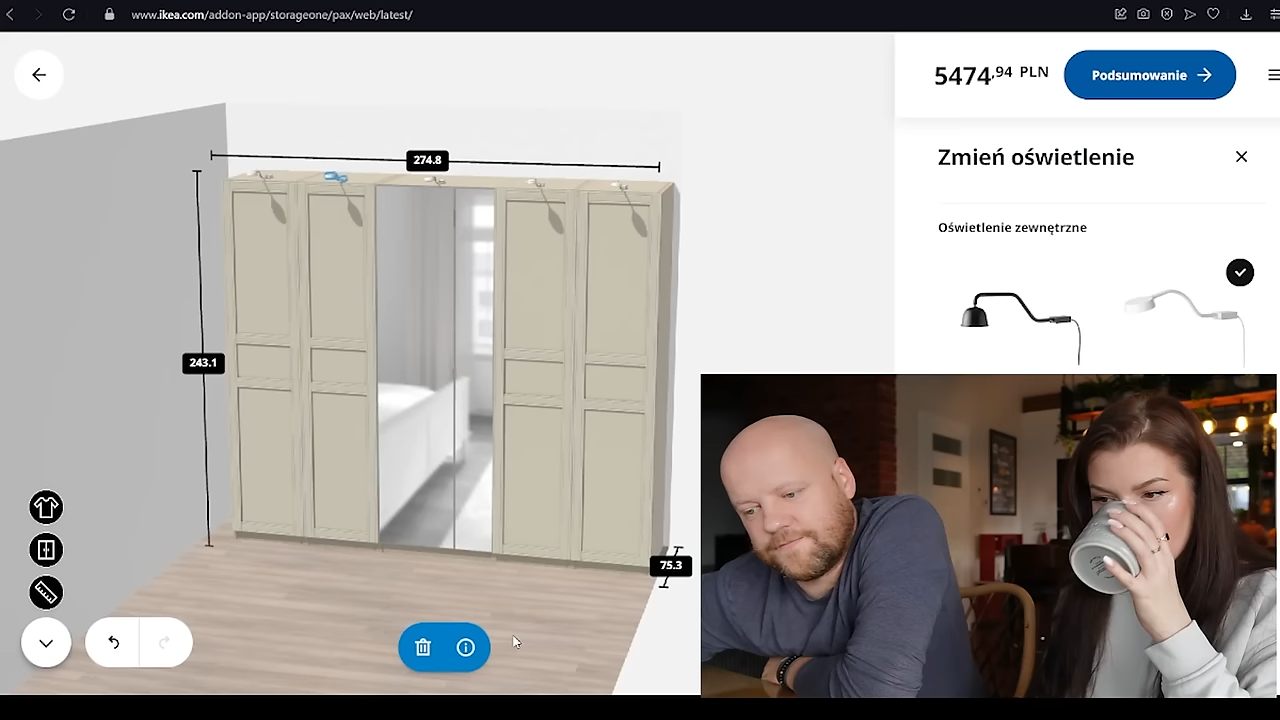 www.ikea.com/addon-app/storageone/pax/web/latest/
5474,94 PLN
Podsumowanie
Zmień oświetlenie
Oświetlenie zewnętrzne
274.8
243.1
75.3